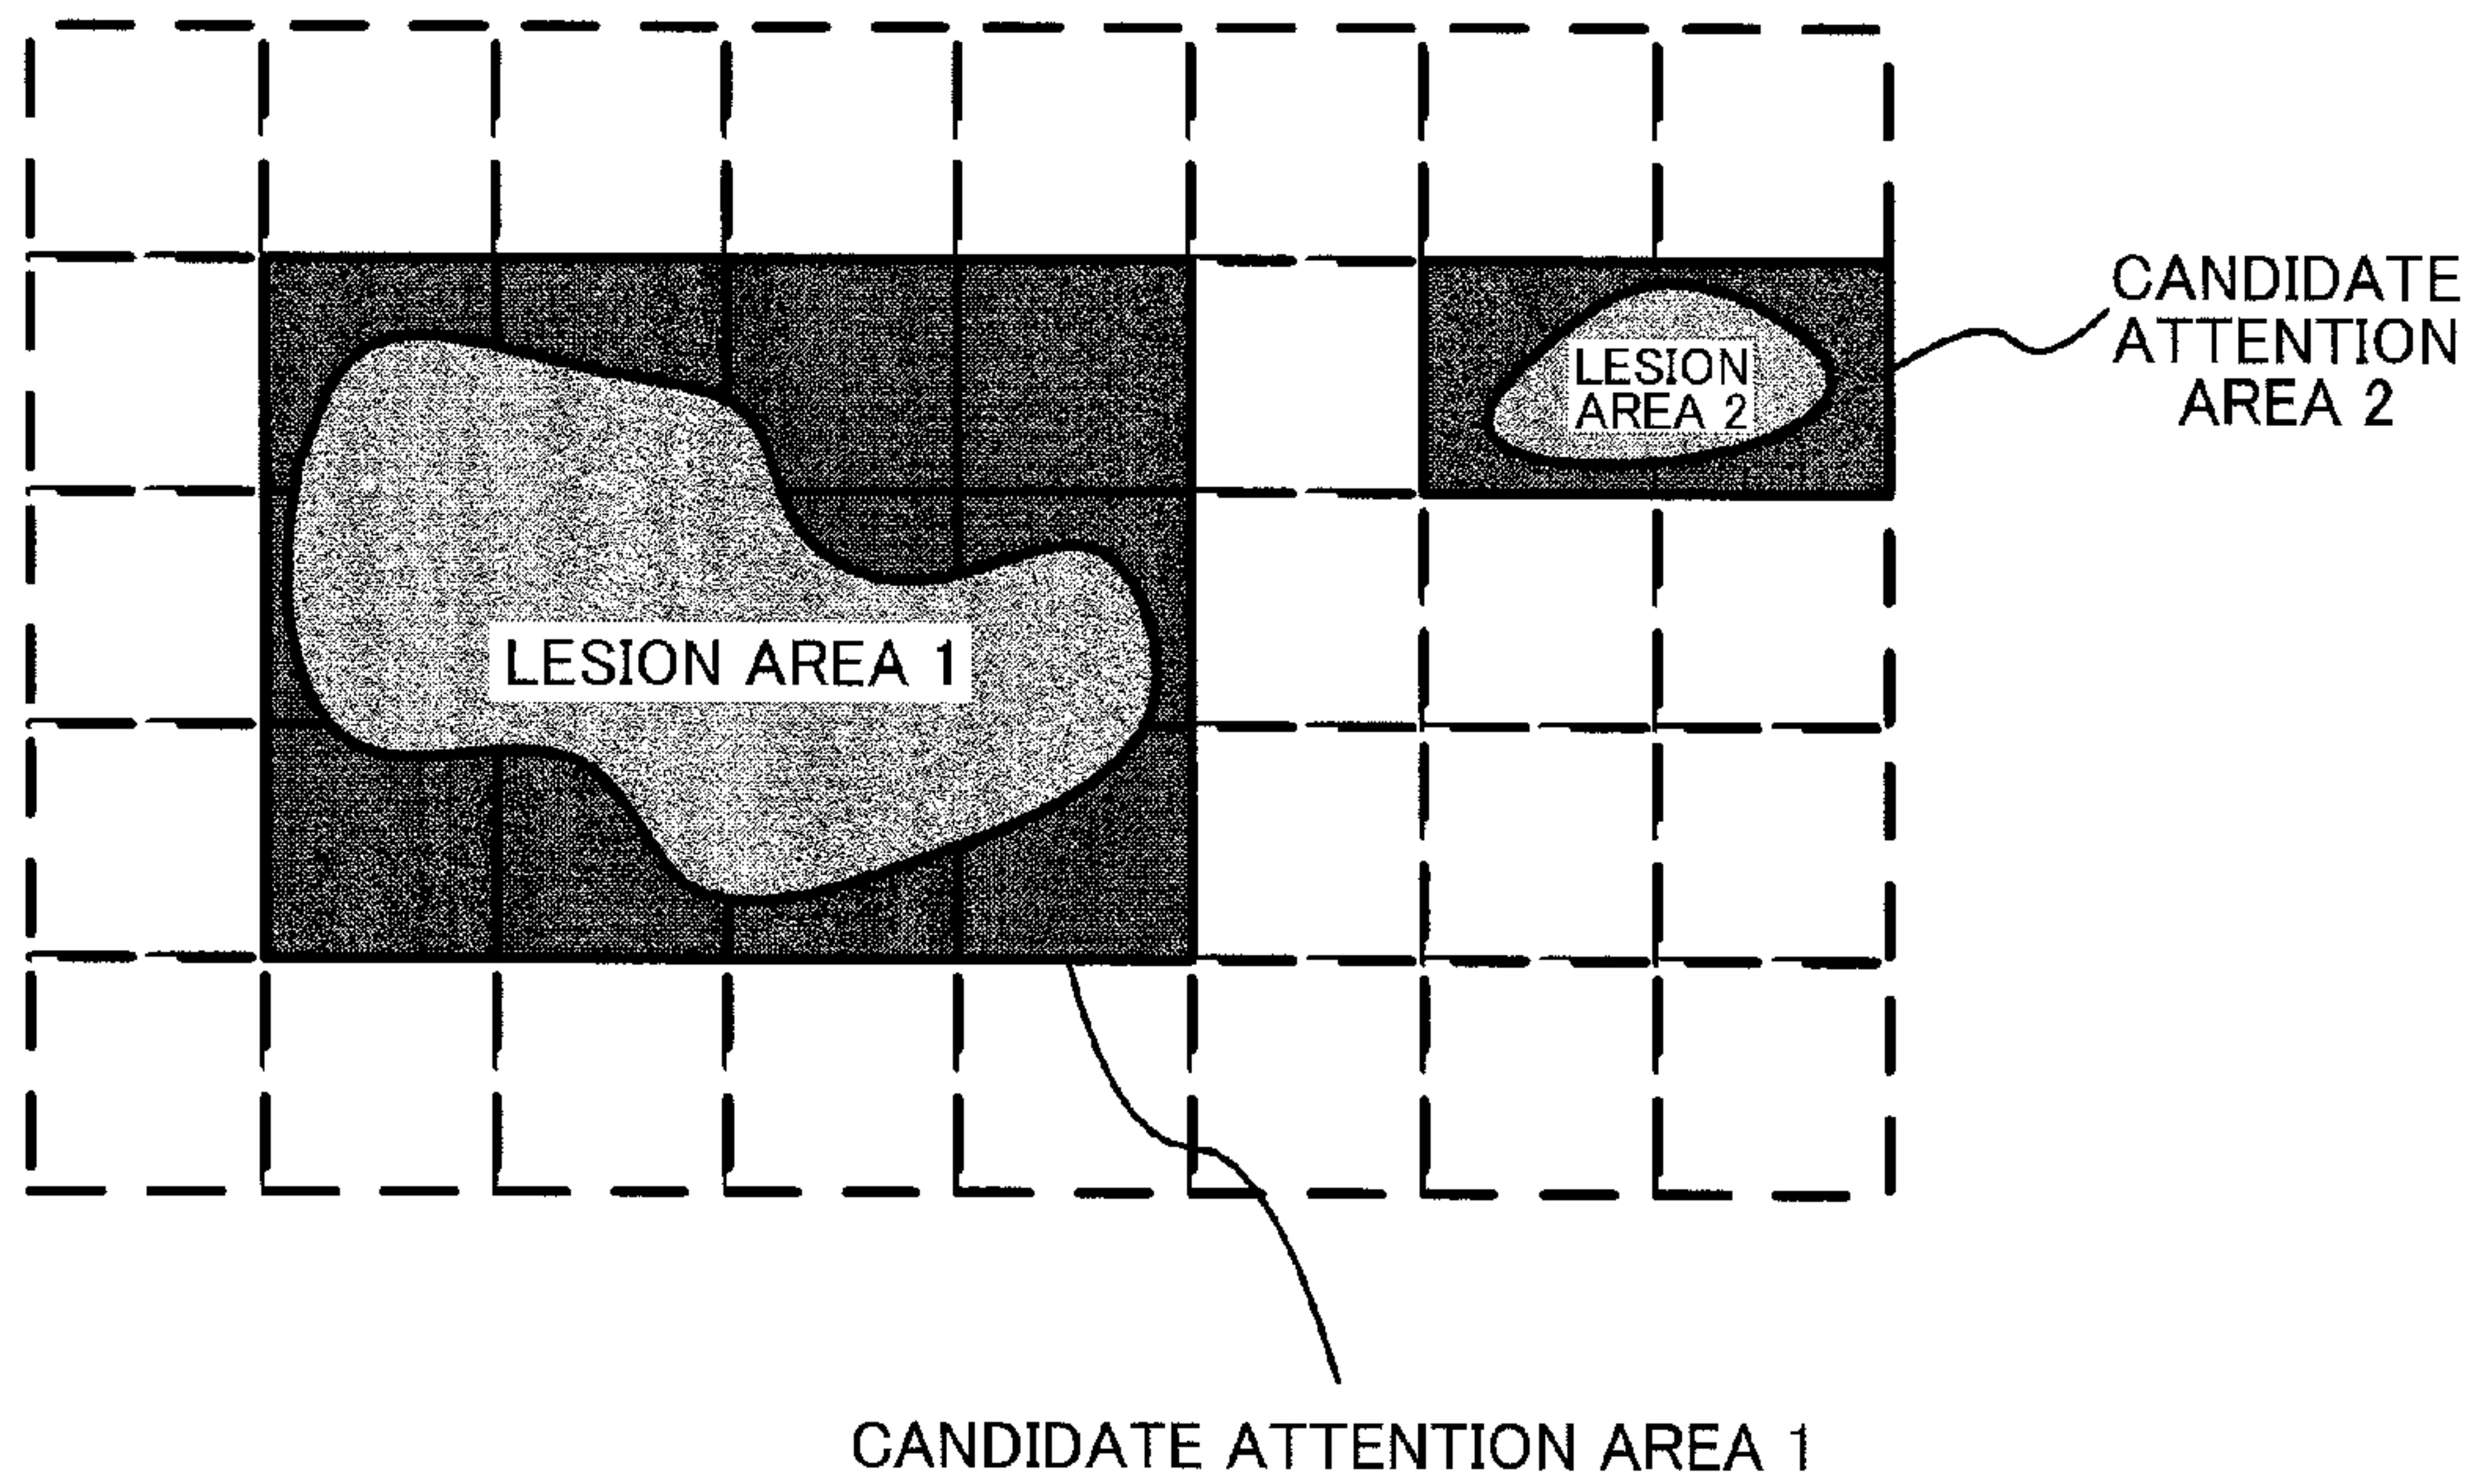 CANDIDATE
ATTENTION
AREA 2
LESION
AREA 2
LESION AREA 1
CANDIDATE ATTENTION AREA 1